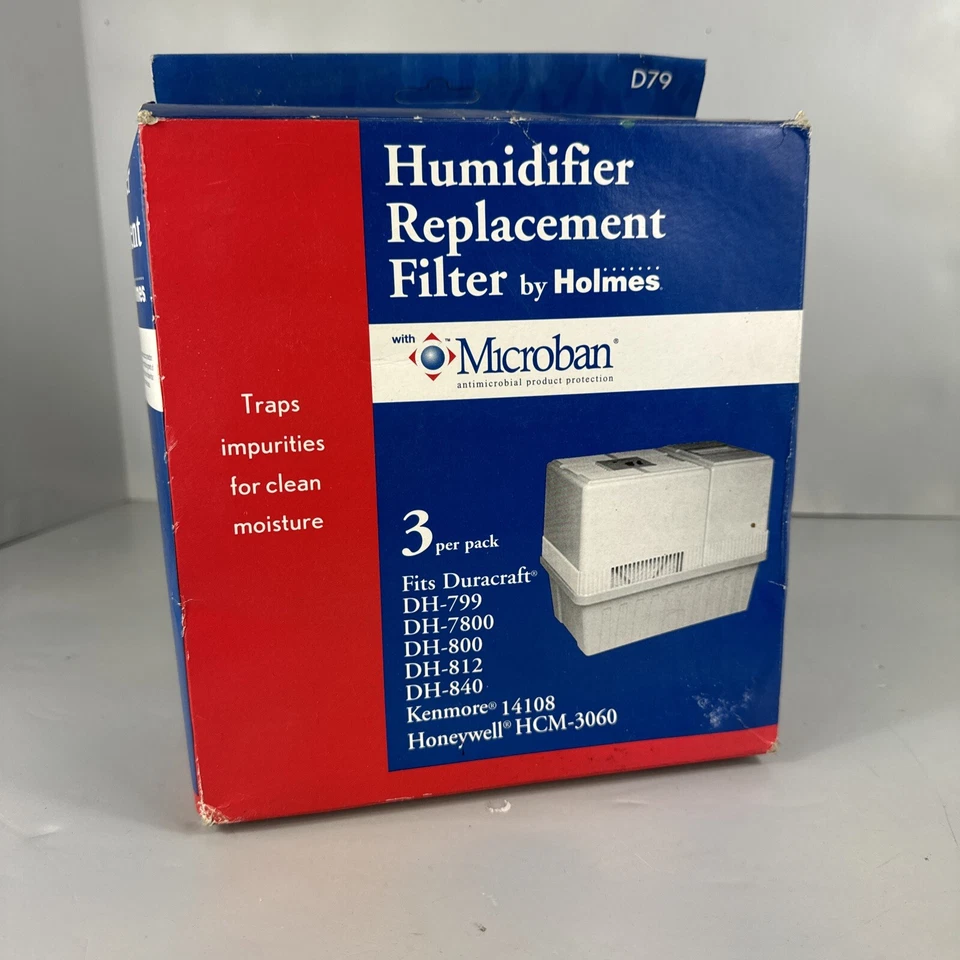 D79
Humidifier
Replacement
Filter by Holmes
with Microban®
antimicrobial product protection
Traps
impurities
for clean
moisture
3 per pack
Fits Duracraft®
DH-799
DH-7800
DH-800
DH-812
DH-840
Kenmore® 14108
Honeywell® HCM-3060